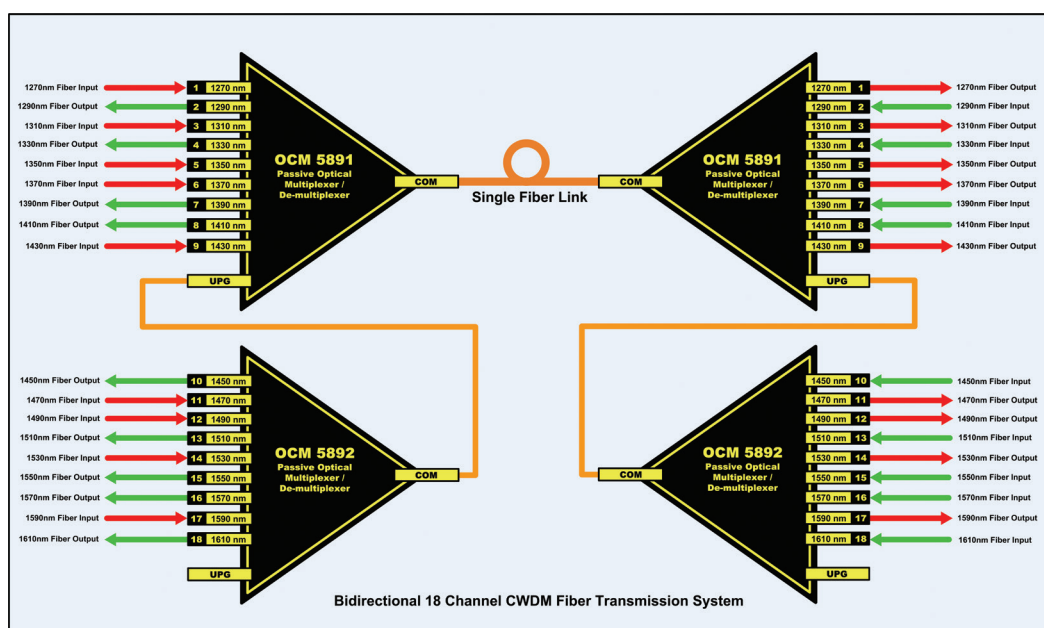 1270nm Fiber Input 1 1270 nm
1290nm Fiber Output 2 1290 nm
1310nm Fiber Input 3 1310 nm
1330nm Fiber Output 4 1330 nm
1350nm Fiber Input 5 1350 nm
1370nm Fiber Input 6 1370 nm
1390nm Fiber Output 7 1390 nm
1410nm Fiber Output 8 1410 nm
1430nm Fiber Input 9 1430 nm
UPG
OCM 5891
Passive Optical
Multiplexer /
De-multiplexer
COM
Single Fiber Link
COM
OCM 5891
Passive Optical
Multiplexer /
De-multiplexer
1270 nm 1 1270nm Fiber Output
1290 nm 2 1290nm Fiber Input
1310 nm 3 1310nm Fiber Output
1330 nm 4 1330nm Fiber Input
1350 nm 5 1350nm Fiber Output
1370 nm 6 1370nm Fiber Output
1390 nm 7 1390nm Fiber Input
1410 nm 8 1410nm Fiber Input
1430 nm 9 1430nm Fiber Output
UPG
1450nm Fiber Output 10 1450 nm
1470nm Fiber Input 11 1470 nm
1490nm Fiber Input 12 1490 nm
1510nm Fiber Output 13 1510 nm
1530nm Fiber Input 14 1530 nm
1550nm Fiber Output 15 1550 nm
1570nm Fiber Output 16 1570 nm
1590nm Fiber Input 17 1590 nm
1610nm Fiber Output 18 1610 nm
UPG
OCM 5892
Passive Optical
Multiplexer /
De-multiplexer
COM
COM
OCM 5892
Passive Optical
Multiplexer /
De-multiplexer
1450 nm 10 1450nm Fiber Input
1470 nm 11 1470nm Fiber Output
1490 nm 12 1490nm Fiber Output
1510 nm 13 1510nm Fiber Input
1530 nm 14 1530nm Fiber Output
1550 nm 15 1550nm Fiber Input
1570 nm 16 1570nm Fiber Input
1590 nm 17 1590nm Fiber Output
1610 nm 18 1610nm Fiber Input
UPG
Bidirectional 18 Channel CWDM Fiber Transmission System